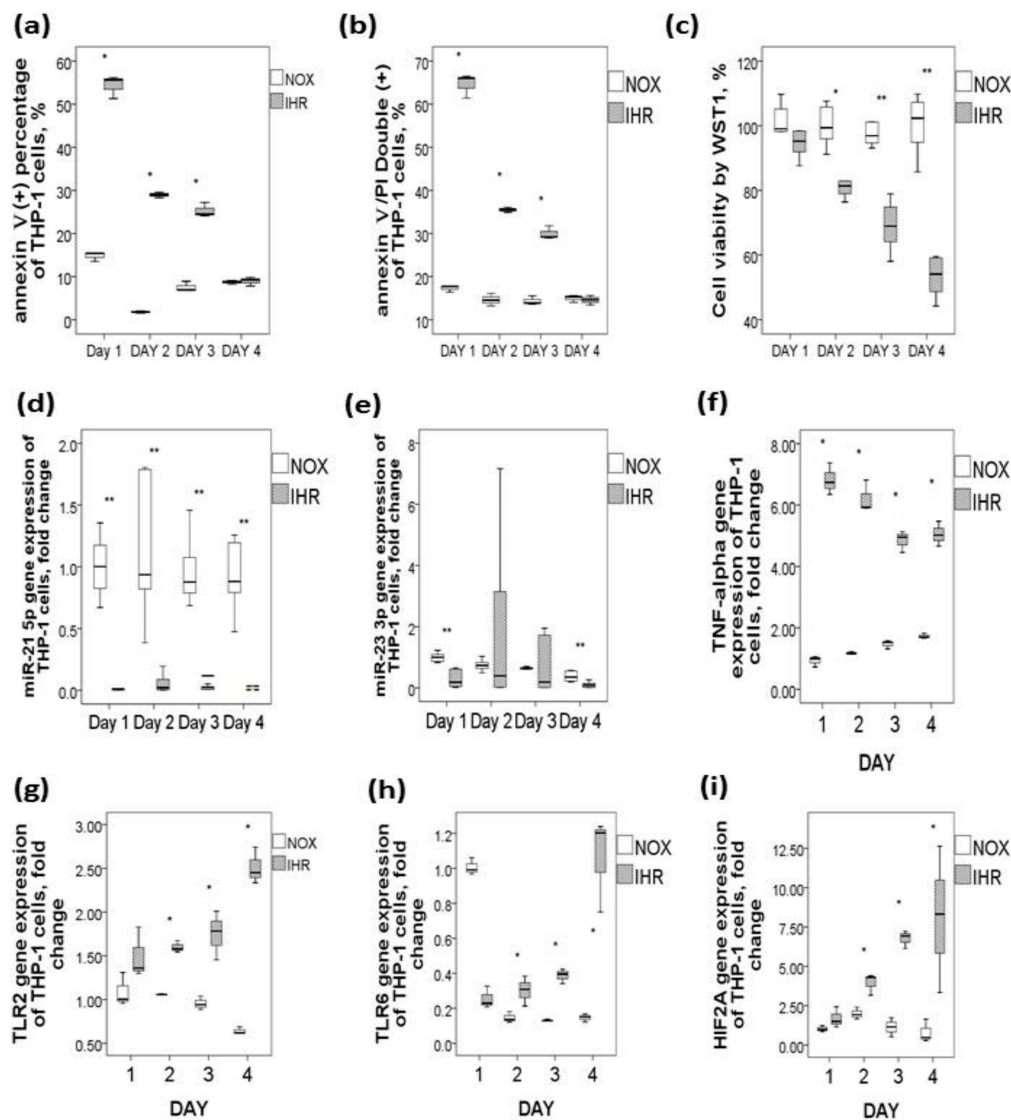 (a)
annexin V(+) percentage
of THP-1 cells, %
60
50
40
30
20
10
0
*
*
*
Day 1 DAY 2 DAY 3 DAY 4
NOX
IHR
(b)
annexin V/PI Double (+)
of THP-1 cells, %
70
60
50
40
30
20
10
*
*
*
DAY 1 DAY 2 DAY 3 DAY 4
NOX
IHR
(c)
Cell viabilty by WST1, %
120
100
80
60
40
*
**
**
DAY 1 DAY 2 DAY 3 DAY 4
NOX
IHR
(d)
miR-21 5p gene expression of
THP-1 cells, fold change
2.0
1.5
1.0
0.5
0.0
**
**
**
**
Day 1 Day 2 Day 3 Day 4
NOX
IHR
(e)
miR-23 3p gene expression of
THP-1 cells, fold change
8
6
4
2
0
**
**
Day 1 Day 2 Day 3 Day 4
NOX
IHR
(f)
TNF-alpha gene
expression of THP-1
cells, fold change
8.00
6.00
4.00
2.00
0.00
*
*
*
*
1 2 3 4
DAY
NOX
IHR
(g)
TLR2 gene expression
of THP-1 cells, fold
change
3.00
2.50
2.00
1.50
1.00
0.50
*
*
*
1 2 3 4
DAY
NOX
IHR
(h)
TLR6 gene expression
of THP-1 cells, fold
change
1.2
1.0
0.8
0.6
0.4
0.2
0.0
*
*
*
1 2 3 4
DAY
NOX
IHR
(i)
HIF2A gene expression
of THP-1 cells, fold
change
12.50
10.00
7.50
5.00
2.50
0.00
*
*
*
1 2 3 4
DAY
NOX
IHR